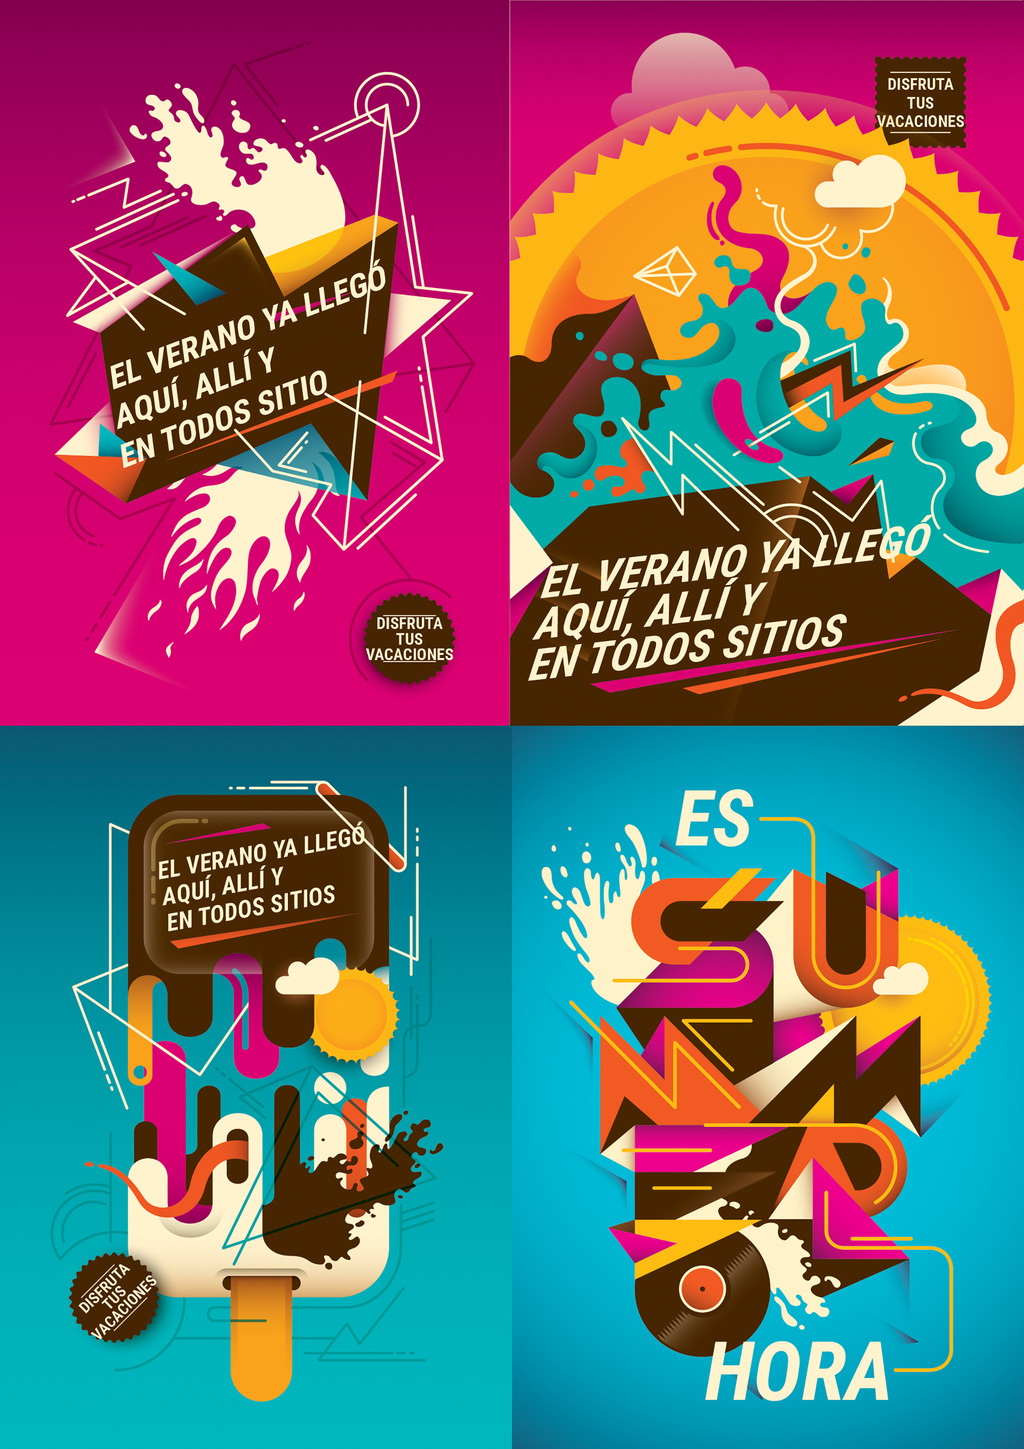 EL VERANO YA LLEGÓ
AQUÍ, ALLÍ Y
EN TODOS SITIO
DISFRUTA
TUS
VACACIONES
DISFRUTA
TUS
VACACIONES
EL VERANO YA LLEGÓ
AQUÍ, ALLÍ Y
EN TODOS SITIOS
EL VERANO YA LLEGÓ
AQUÍ, ALLÍ Y
EN TODOS SITIOS
DISFRUTA
TUS
VACACIONES
ES
SUMMER
HORA